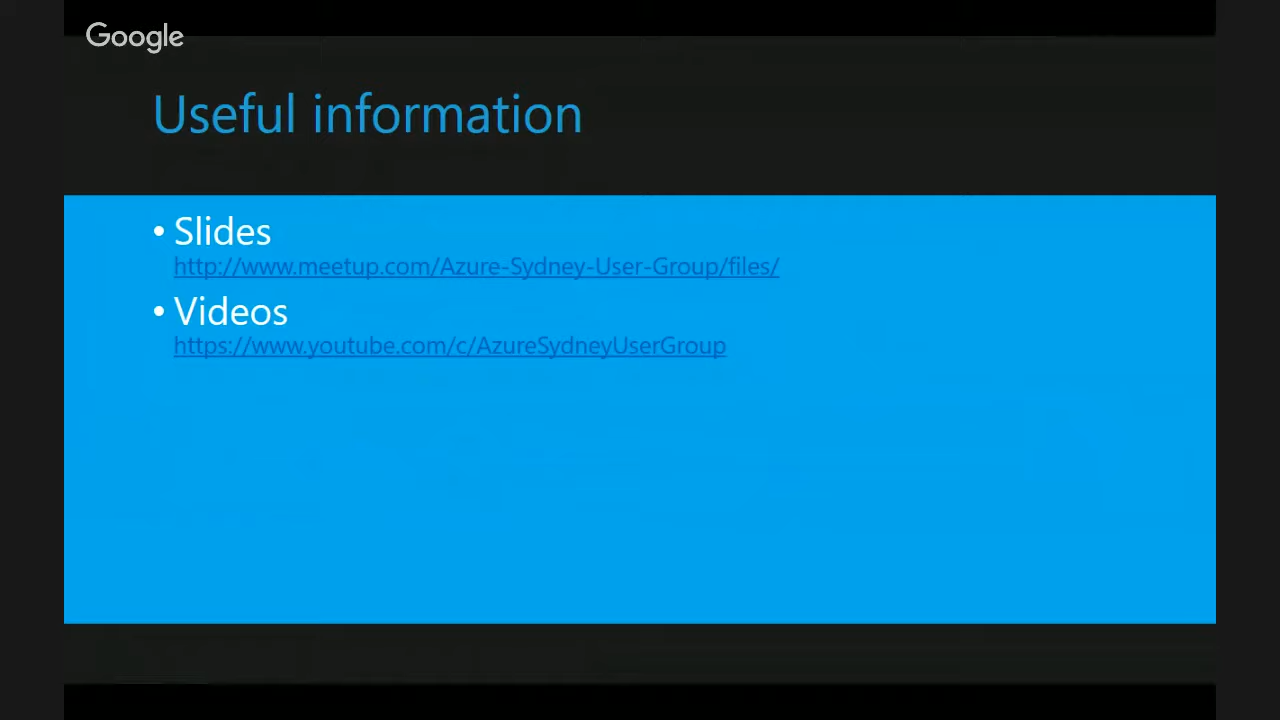 Google
Useful information
• Slides
http://www.meetup.com/Azure-Sydney-User-Group/files/
• Videos
https://www.youtube.com/c/AzureSydneyUserGroup